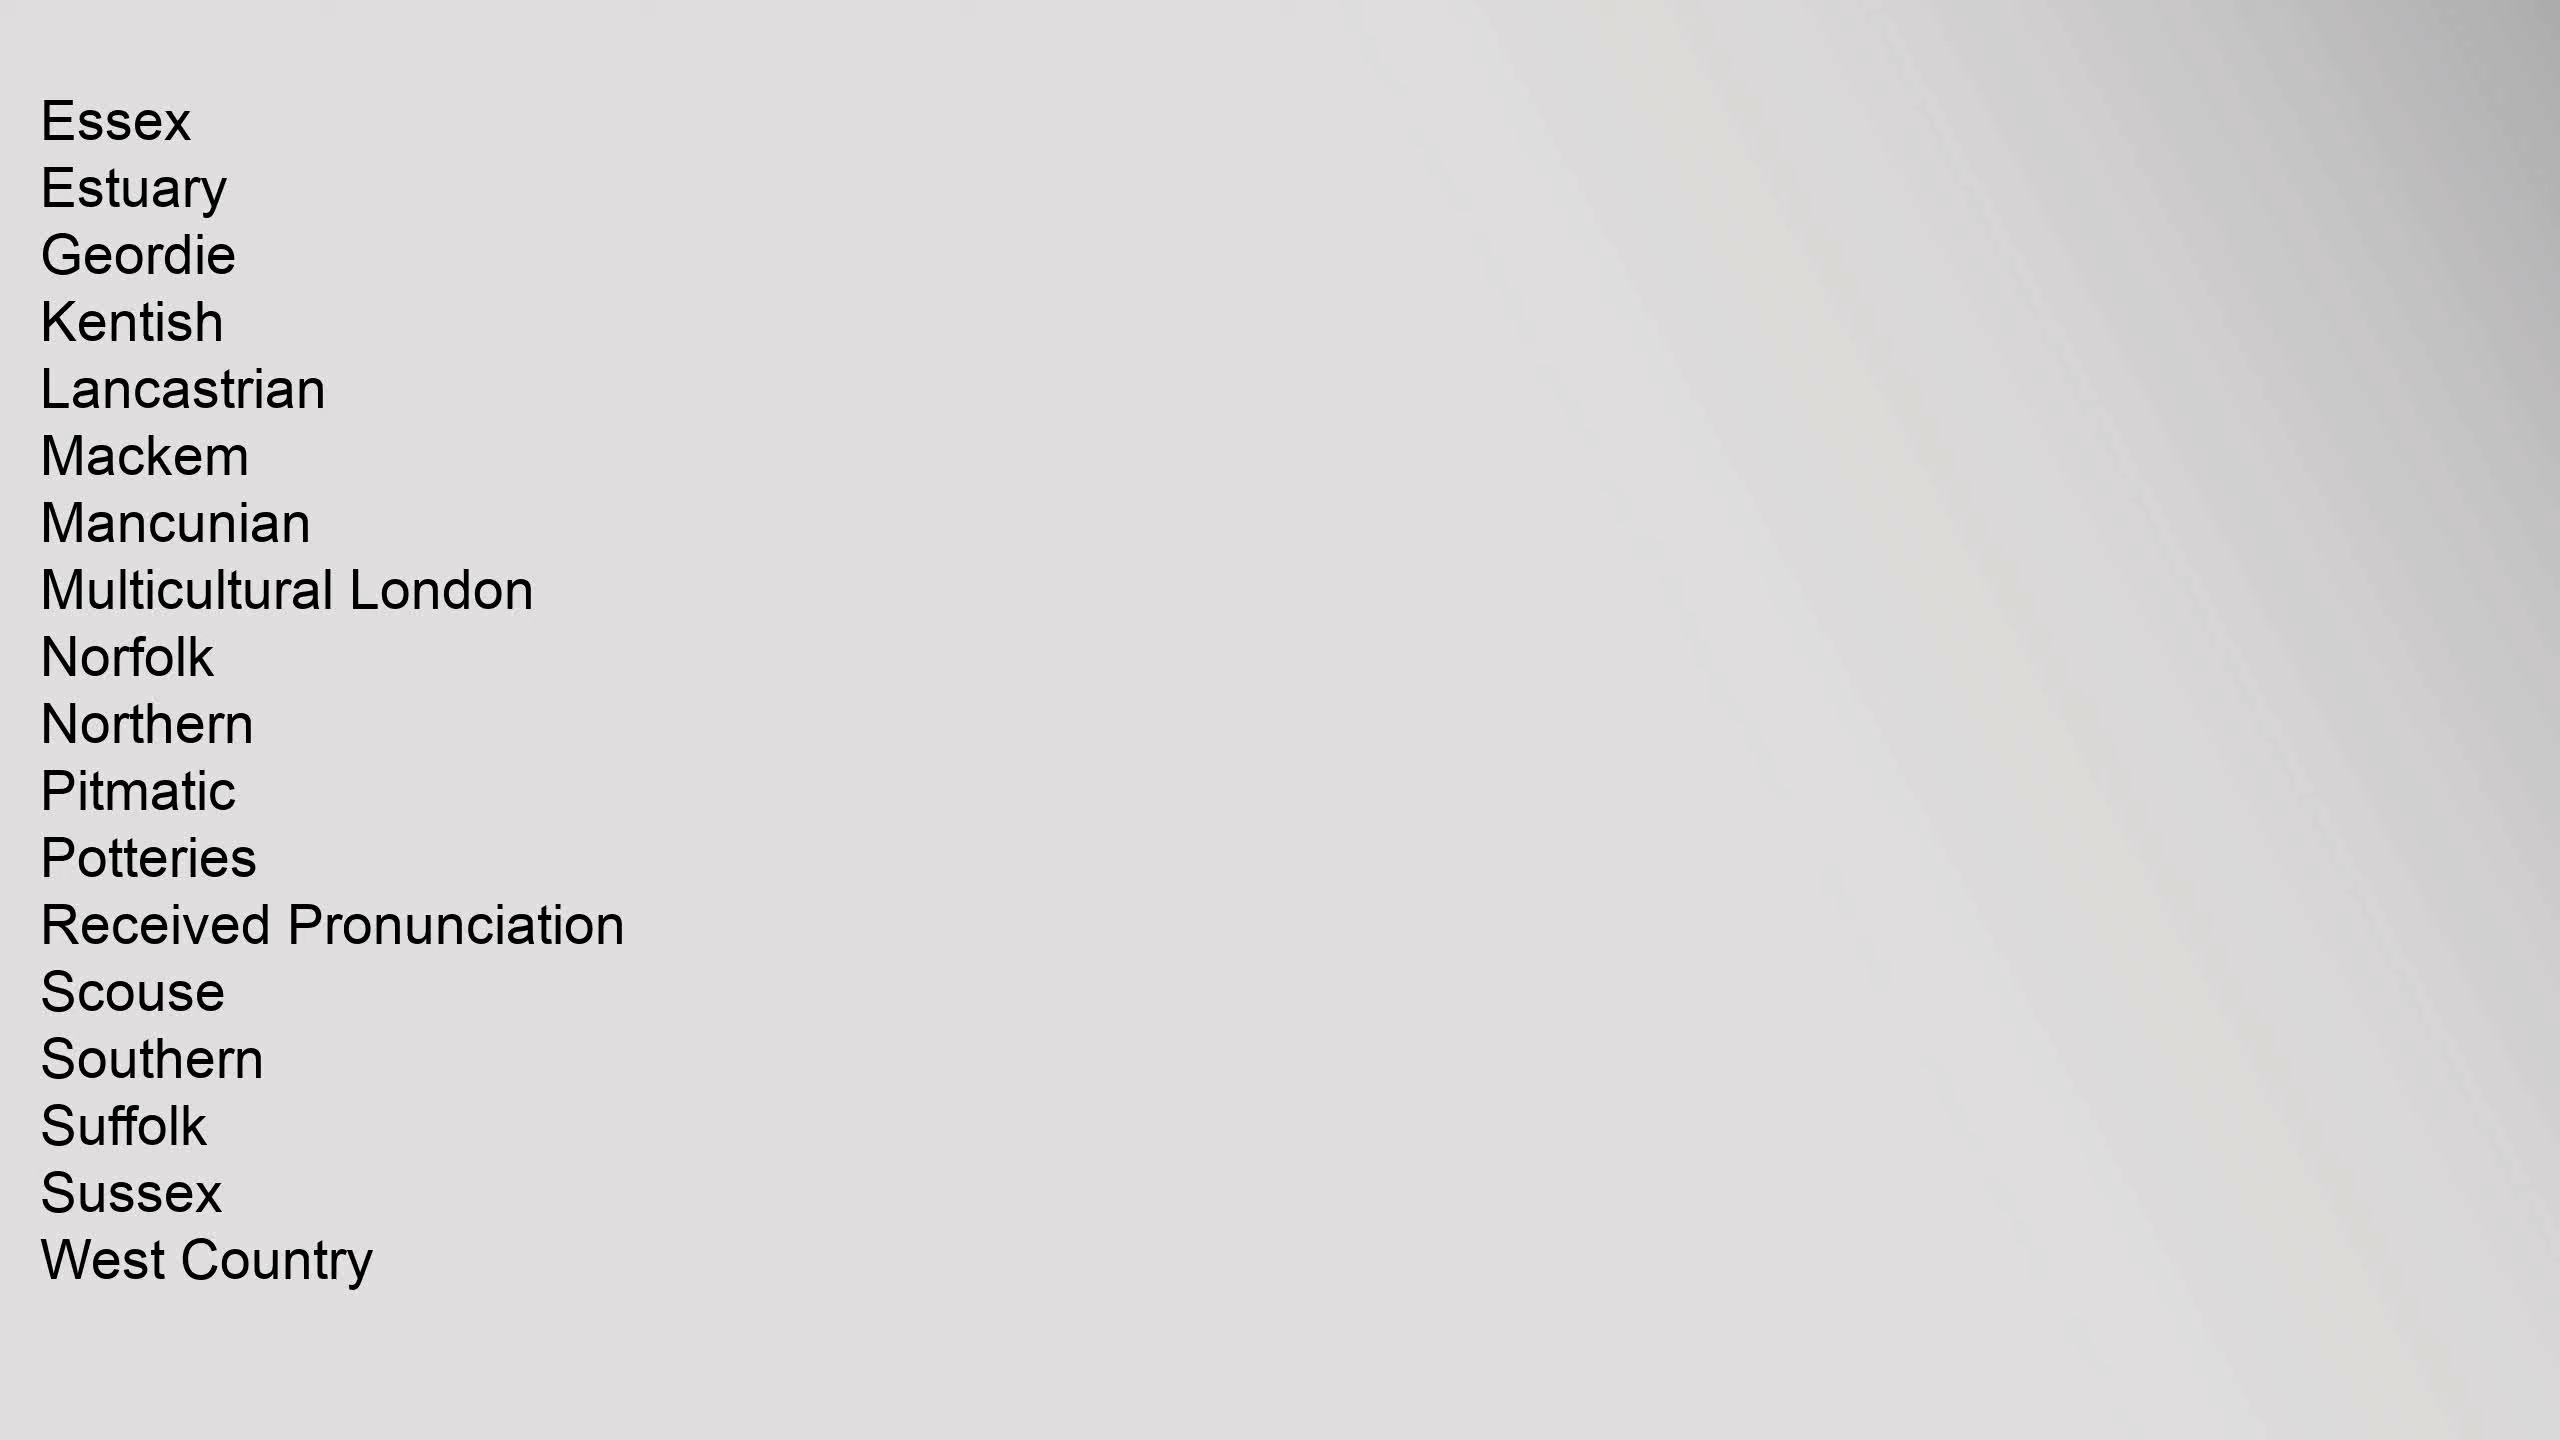 Essex
Estuary
Geordie
Kentish
Lancastrian
Mackem
Mancunian
Multicultural London
Norfolk
Northern
Pitmatic
Potteries
Received Pronunciation
Scouse
Southern
Suffolk
Sussex
West Country